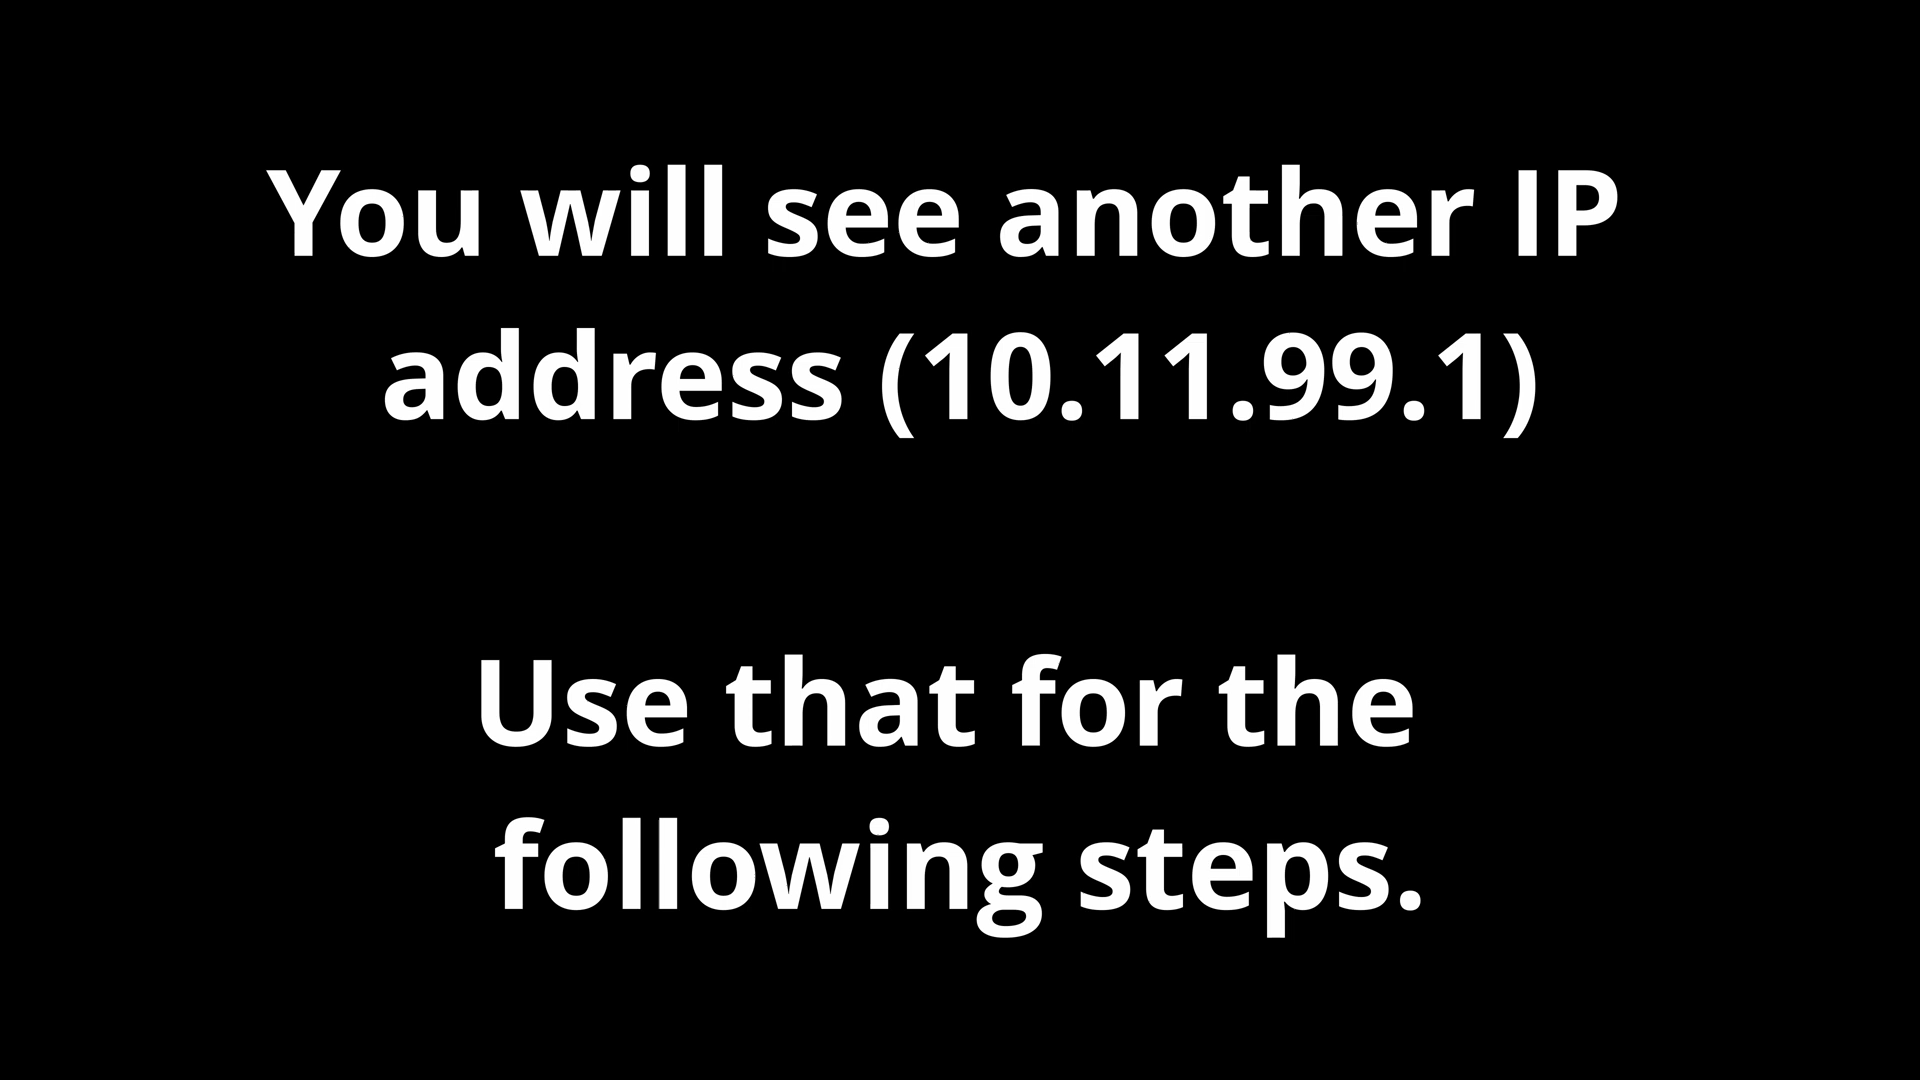 You will see another IP
address (10.11.99.1)
Use that for the
following steps.